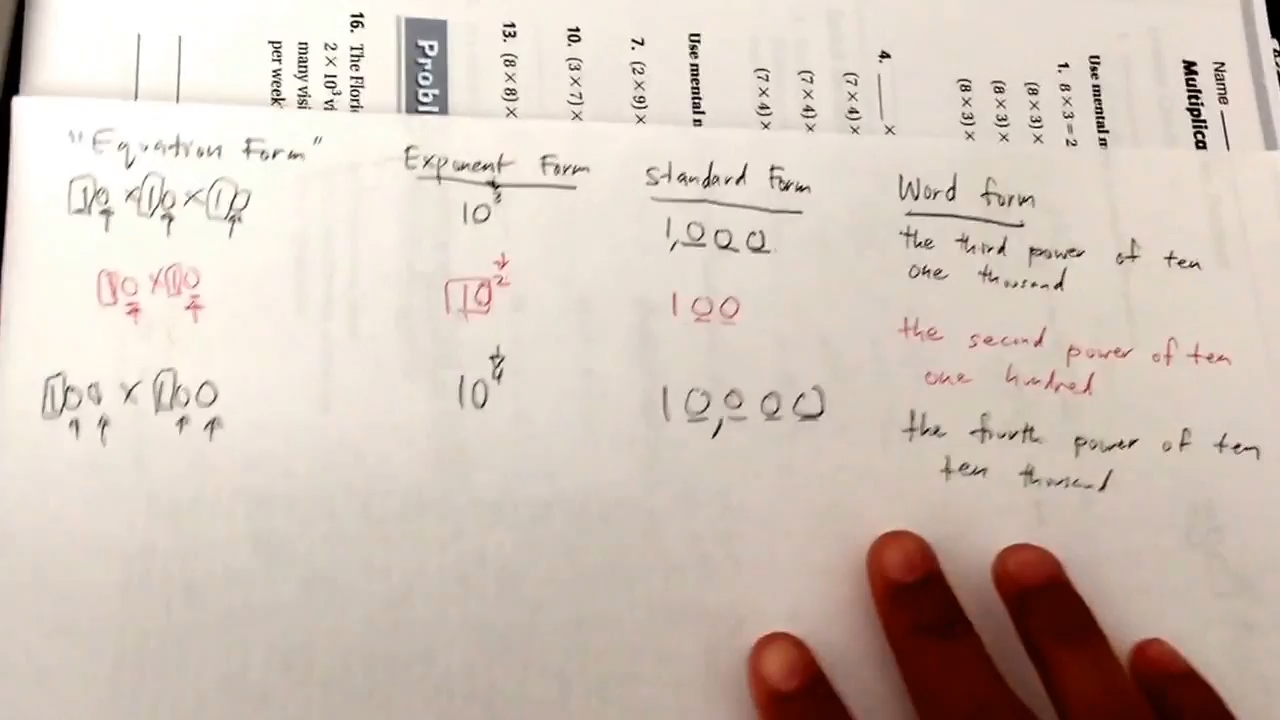 Name
Multiplica
Use mental m
1. 8 × 3 = 2
(8 × 3) ×
(8 × 3) ×
(8 × 3) ×
4. ____ ×
(7 × 4) ×
(7 × 4) ×
(7 × 4) ×
Use mental n
7. (2 × 9) ×
10. (3 × 7) ×
13. (8 × 8) ×
Probl
16. The Flori
2 × 10³ vi
many visi
per week
"Equation Form"
10 × 10 × 10
10 × 10
100 × 100
Exponent Form
10³
10²
10⁴
Standard Form
1,000
100
10,000
Word form
the third power of ten
one thousand
the second power of ten
one hundred
the fourth power of ten
ten thousand